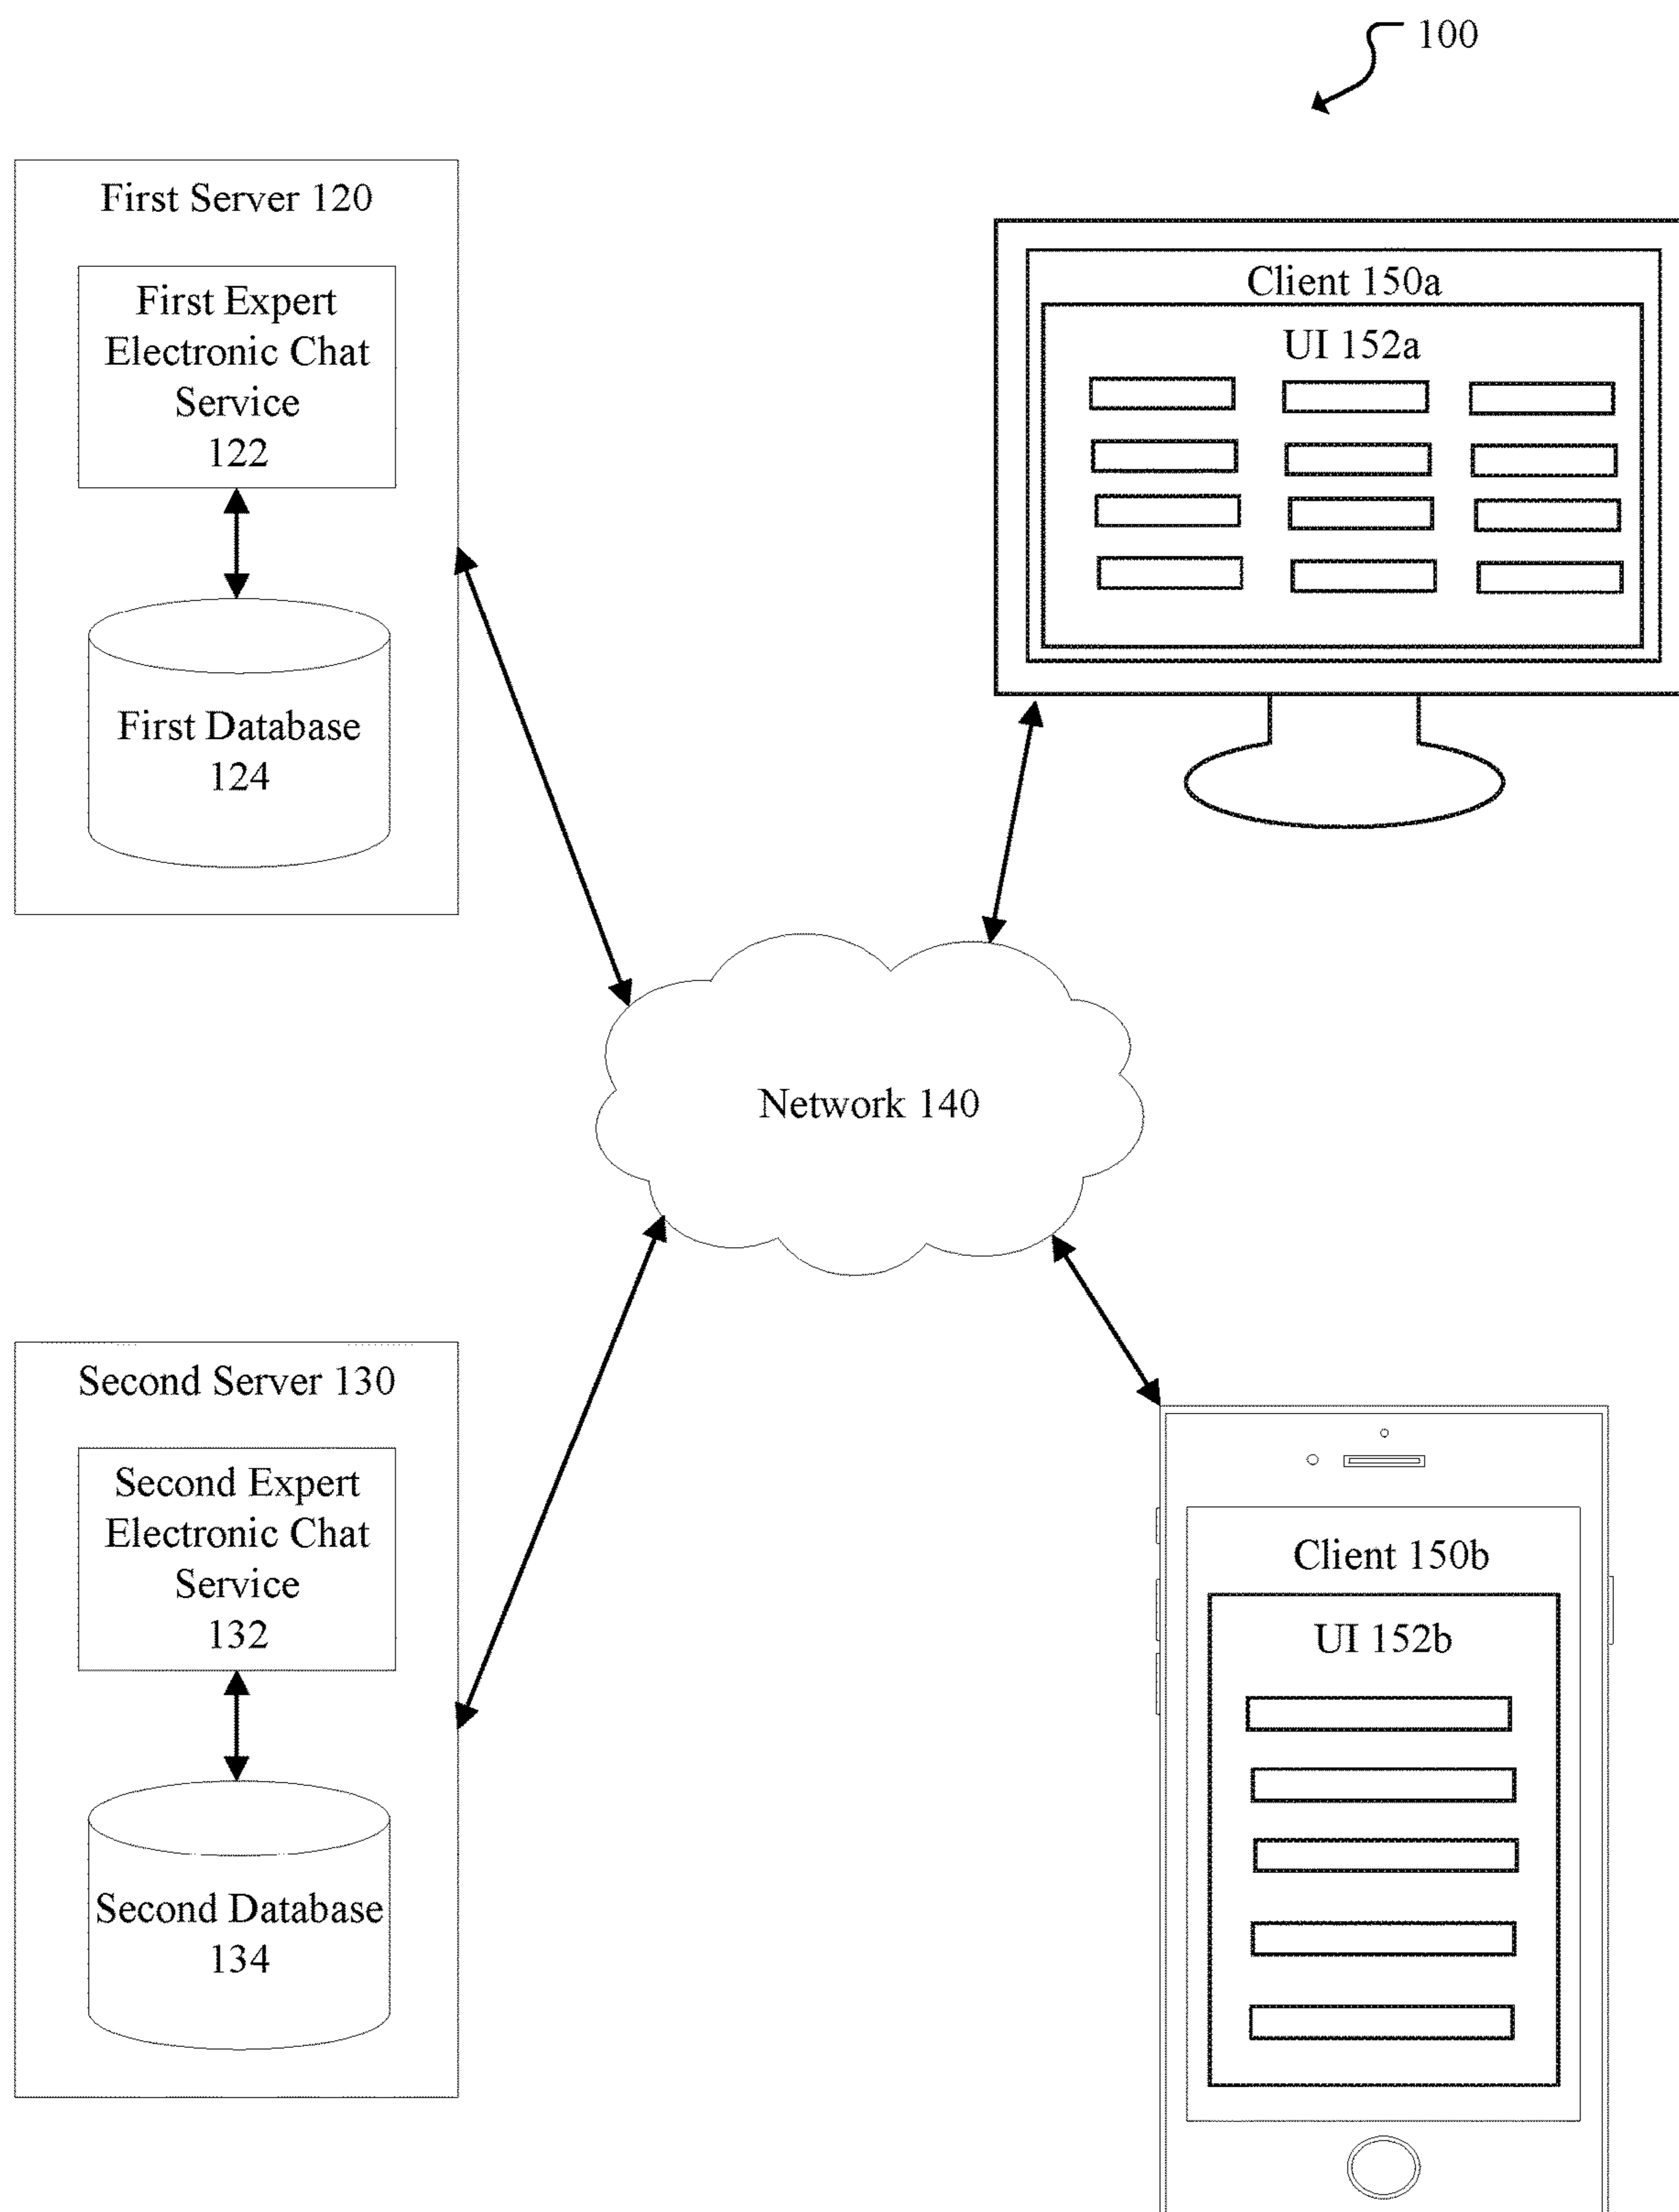 100
First Server 120
First Expert
Electronic Chat
Service
122
First Database
124
Client 150a
UI 152a
Network 140
Second Server 130
Second Expert
Electronic Chat
Service
132
Second Database
134
Client 150b
UI 152b